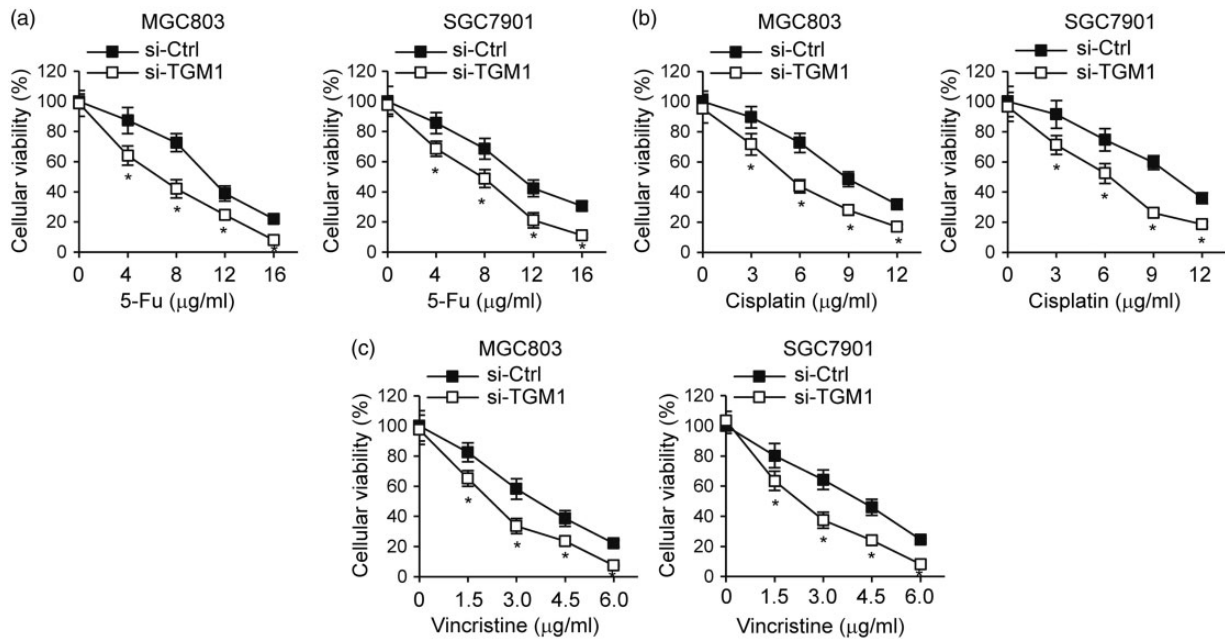 (a)
MGC803
si-Ctrl
si-TGM1
Cellular viability (%)
120
100
80
60
40
20
0
*
*
*
*
0 4 8 12 16
5-Fu (μg/ml)
SGC7901
si-Ctrl
si-TGM1
Cellular viability (%)
120
100
80
60
40
20
0
*
*
*
*
0 4 8 12 16
5-Fu (μg/ml)
(b)
MGC803
si-Ctrl
si-TGM1
Cellular viability (%)
120
100
80
60
40
20
0
*
*
*
*
0 3 6 9 12
Cisplatin (μg/ml)
SGC7901
si-Ctrl
si-TGM1
Cellular viability (%)
120
100
80
60
40
20
0
*
*
*
*
0 3 6 9 12
Cisplatin (μg/ml)
(c)
MGC803
si-Ctrl
si-TGM1
Cellular viability (%)
120
100
80
60
40
20
0
*
*
*
*
0 1.5 3.0 4.5 6.0
Vincristine (μg/ml)
SGC7901
si-Ctrl
si-TGM1
Cellular viability (%)
120
100
80
60
40
20
0
*
*
*
*
0 1.5 3.0 4.5 6.0
Vincristine (μg/ml)